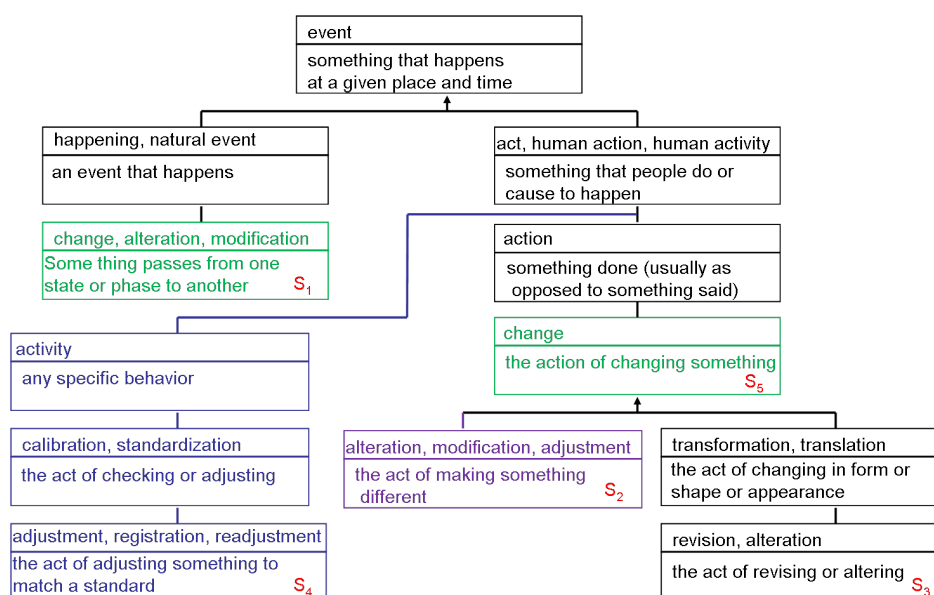 event
something that happens
at a given place and time
happening, natural event
an event that happens
act, human action, human activity
something that people do or
cause to happen
change, alteration, modification
Some thing passes from one
state or phase to another
S1
action
something done (usually as
opposed to something said)
activity
any specific behavior
change
the action of changing something
S5
calibration, standardization
the act of checking or adjusting
alteration, modification, adjustment
the act of making something
different
S2
transformation, translation
the act of changing in form or
shape or appearance
adjustment, registration, readjustment
the act of adjusting something to
match a standard
S4
revision, alteration
the act of revising or altering
S3